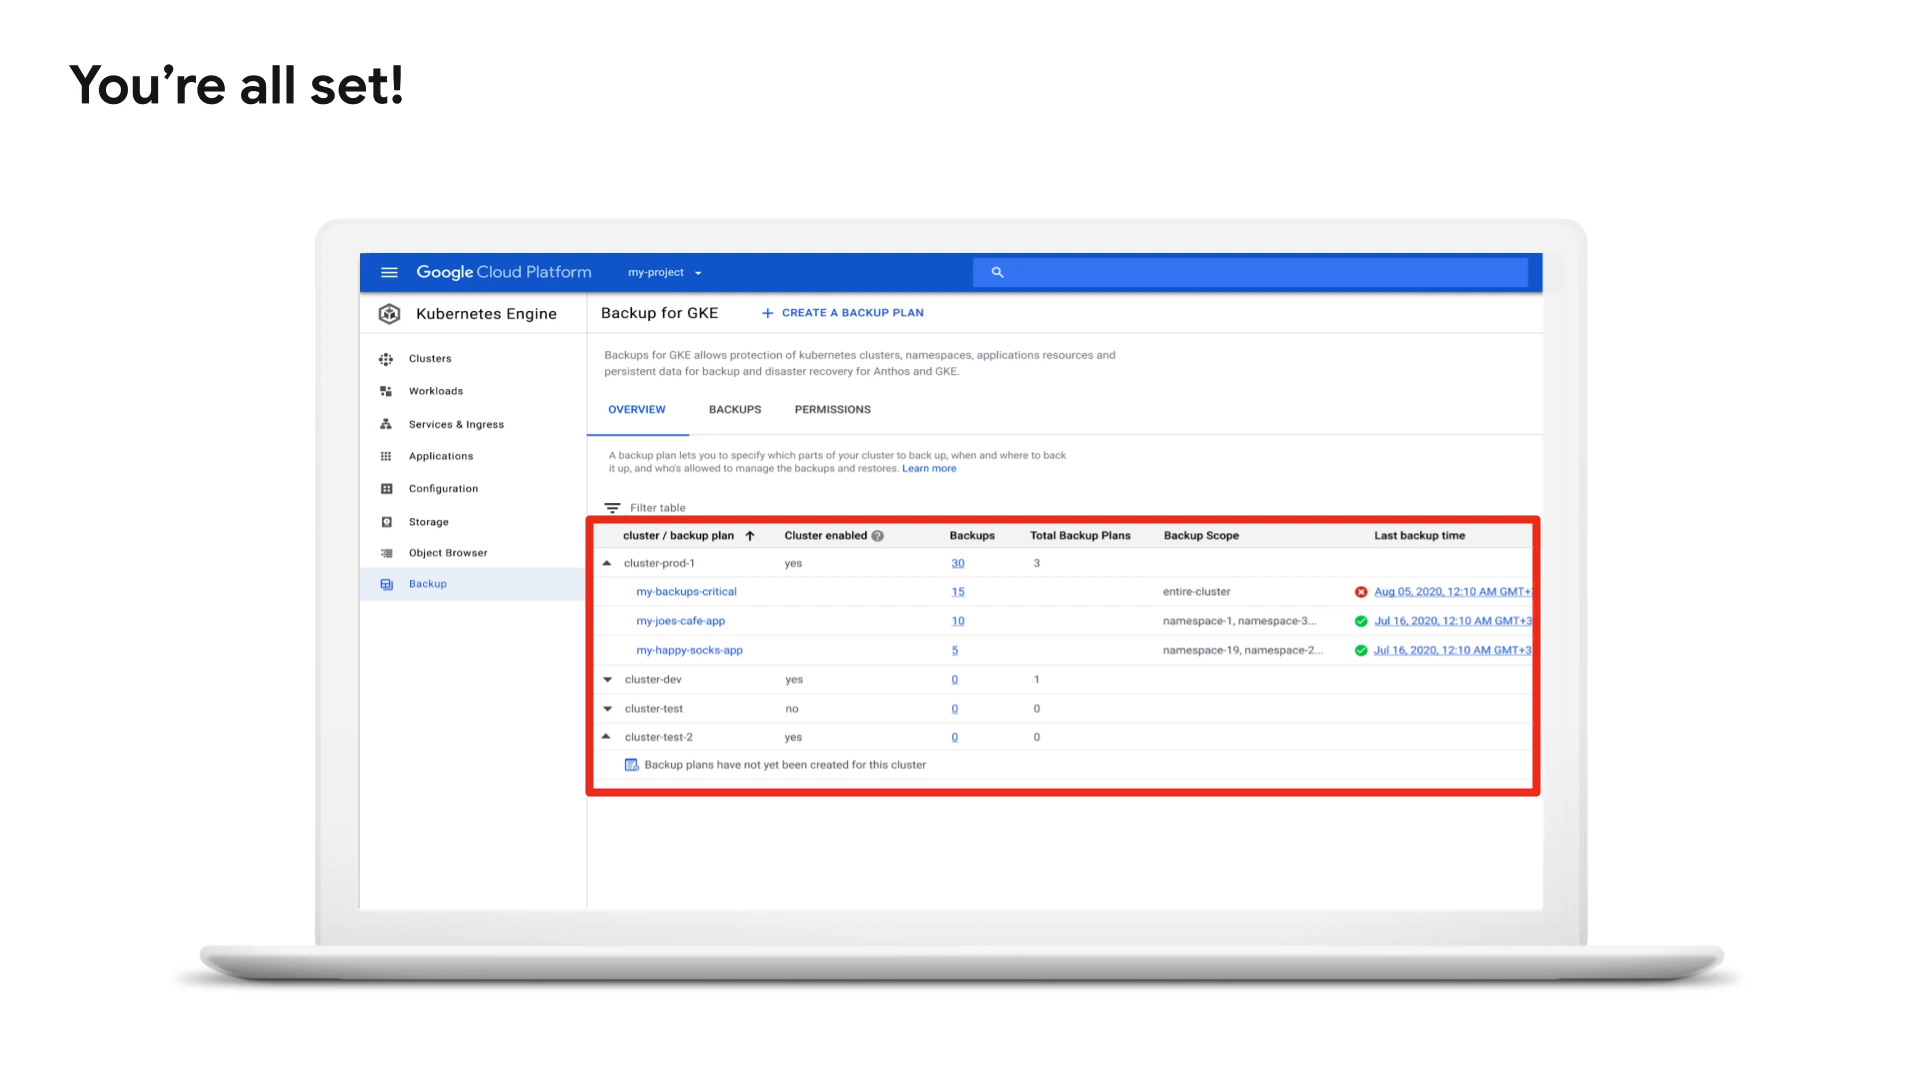 You're all set!
Google Cloud Platform my-project
Kubernetes Engine
Backup for GKE + CREATE A BACKUP PLAN
Clusters
Workloads
Services & Ingress
Applications
Configuration
Storage
Object Browser
Backup
Backups for GKE allows protection of kubernetes clusters, namespaces, applications resources and
persistent data for backup and disaster recovery for Anthos and GKE.
OVERVIEW BACKUPS PERMISSIONS
A backup plan lets you to specify which parts of your cluster to back up, when and where to back
it up, and who's allowed to manage the backups and restores. Learn more
Filter table
cluster / backup plan Cluster enabled ? Backups Total Backup Plans Backup Scope Last backup time
cluster-prod-1 yes 30 3
my-backups-critical 15 entire-cluster Aug 05, 2020, 12:10 AM GMT+
my-joes-cafe-app 10 namespace-1, namespace-3... Jul 16, 2020, 12:10 AM GMT+3
my-happy-socks-app 5 namespace-19, namespace-2... Jul 16, 2020, 12:10 AM GMT+3
cluster-dev yes 0 1
cluster-test no 0 0
cluster-test-2 yes 0 0
Backup plans have not yet been created for this cluster